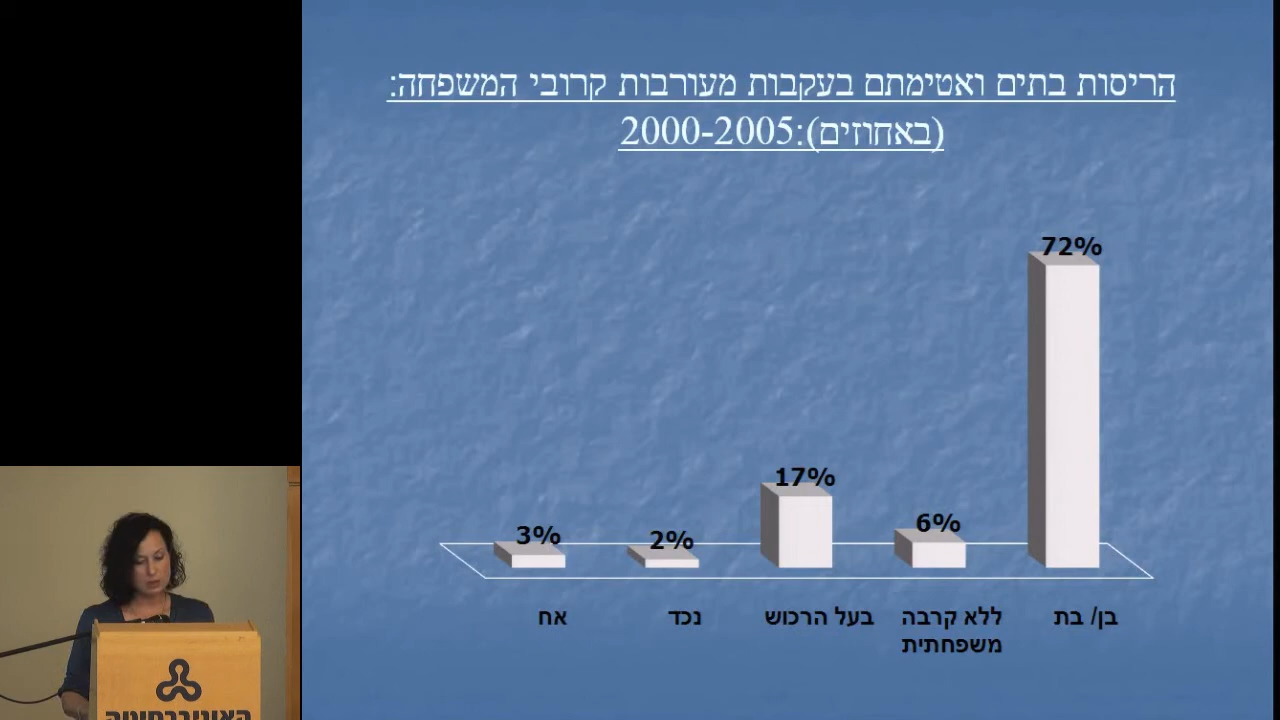 הריסות בתים ואטימתם בעקבות מעורבות קרובי המשפחה:
(באחוזים):2000-2005
72%
17%
6%
3%
2%
בן/ בת
ללא קרבה
משפחתית
בעל הרכוש
נכד
אח